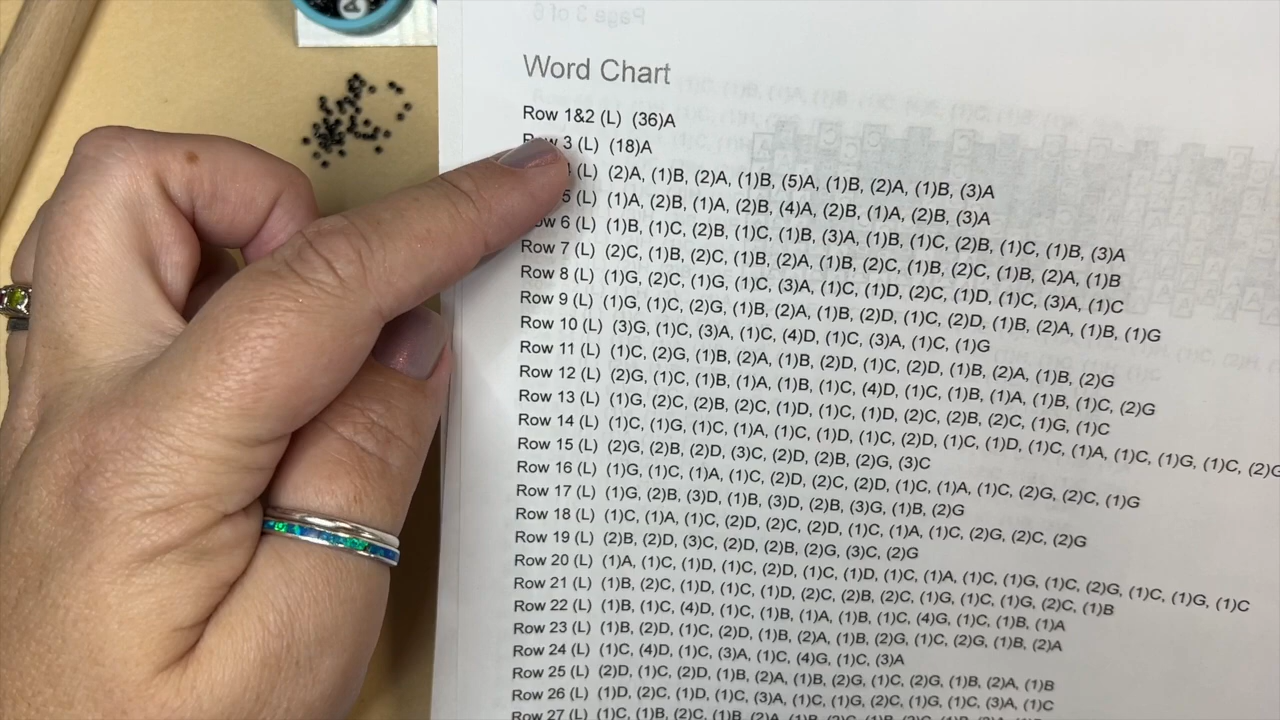 Page 3 of 6
Word Chart
Row 1&2 (L) (36)A
Row 3 (L) (18)A
4 (L) (2)A, (1)B, (2)A, (1)B, (5)A, (1)B, (2)A, (1)B, (3)A
5 (L) (1)A, (2)B, (1)A, (2)B, (4)A, (2)B, (1)A, (2)B, (3)A
Row 6 (L) (1)B, (1)C, (2)B, (1)C, (1)B, (3)A, (1)B, (1)C, (2)B, (1)C, (1)B, (3)A
Row 7 (L) (2)C, (1)B, (2)C, (1)B, (2)A, (1)B, (2)C, (1)B, (2)C, (1)B, (2)A, (1)B
Row 8 (L) (1)G, (2)C, (1)G, (1)C, (3)A, (1)C, (1)D, (2)C, (1)D, (1)C, (3)A, (1)C
Row 9 (L) (1)G, (1)C, (2)G, (1)B, (2)A, (1)B, (2)D, (1)C, (2)D, (1)B, (2)A, (1)B, (1)G
Row 10 (L) (3)G, (1)C, (3)A, (1)C, (4)D, (1)C, (3)A, (1)C, (1)G
Row 11 (L) (1)C, (2)G, (1)B, (2)A, (1)B, (2)D, (1)C, (2)D, (1)B, (2)A, (1)B, (2)G
Row 12 (L) (2)G, (1)C, (1)B, (1)A, (1)B, (1)C, (4)D, (1)C, (1)B, (1)A, (1)B, (1)C, (2)G
Row 13 (L) (1)G, (2)C, (2)B, (2)C, (1)D, (1)C, (1)D, (2)C, (2)B, (2)C, (1)G, (1)C
Row 14 (L) (1)C, (1)G, (1)C, (1)A, (1)C, (1)D, (1)C, (2)D, (1)C, (1)D, (1)C, (1)A, (1)C, (1)G, (1)C, (2)G
Row 15 (L) (2)G, (2)B, (2)D, (3)C, (2)D, (2)B, (2)G, (3)C
Row 16 (L) (1)G, (1)C, (1)A, (1)C, (2)D, (2)C, (2)D, (1)C, (1)A, (1)C, (2)G, (2)C, (1)G
Row 17 (L) (1)G, (2)B, (3)D, (1)B, (3)D, (2)B, (3)G, (1)B, (2)G
Row 18 (L) (1)C, (1)A, (1)C, (2)D, (2)C, (2)D, (1)C, (1)A, (1)C, (2)G, (2)C, (2)G
Row 19 (L) (2)B, (2)D, (3)C, (2)D, (2)B, (2)G, (3)C, (2)G
Row 20 (L) (1)A, (1)C, (1)D, (1)C, (2)D, (1)C, (1)D, (1)C, (1)A, (1)C, (1)G, (1)C, (2)G, (1)C, (1)G, (1)C
Row 21 (L) (1)B, (2)C, (1)D, (1)C, (1)D, (2)C, (2)B, (2)C, (1)G, (1)C, (1)G, (2)C, (1)B
Row 22 (L) (1)B, (1)C, (4)D, (1)C, (1)B, (1)A, (1)B, (1)C, (4)G, (1)C, (1)B, (1)A
Row 23 (L) (1)B, (2)D, (1)C, (2)D, (1)B, (2)A, (1)B, (2)G, (1)C, (2)G, (1)B, (2)A
Row 24 (L) (1)C, (4)D, (1)C, (3)A, (1)C, (4)G, (1)C, (3)A
Row 25 (L) (2)D, (1)C, (2)D, (1)B, (2)A, (1)B, (2)G, (1)C, (2)G, (1)B, (2)A, (1)B
Row 26 (L) (1)D, (2)C, (1)D, (1)C, (3)A, (1)C, (1)G, (2)C, (1)G, (1)C, (3)A, (1)C
Row 27 (L) (1)C, (1)B, (2)C, (1)B, (2)A, (1)B